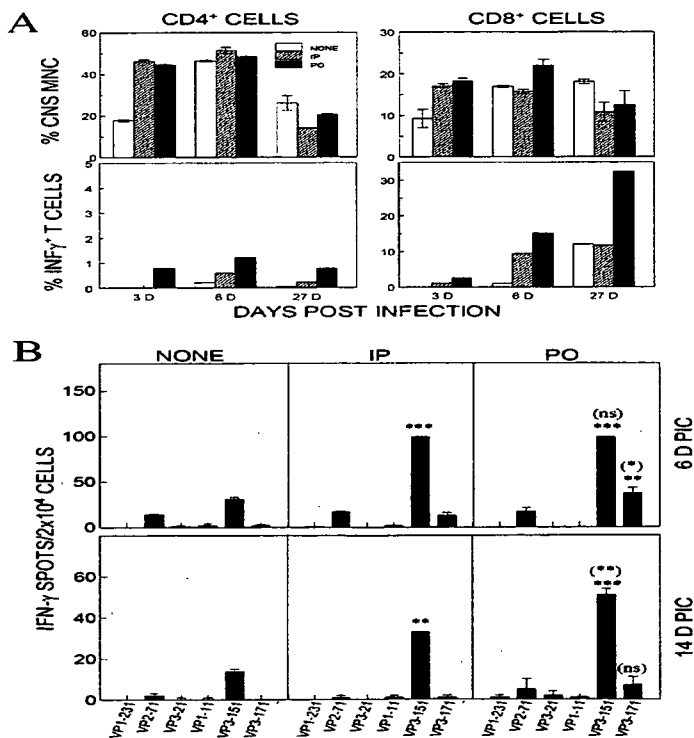 A
CD4+ CELLS
CD8+ CELLS
NONE
IP
PO
% CNS MNC
60
40
20
0
30
20
10
0
% INFγ+ T CELLS
5
4
3
2
1
0
30
20
10
0
3 D 6 D 27 D
3 D 6 D 27 D
DAYS POST INFECTION
B
NONE IP PO
IFN-γ SPOTS/2x10⁴ CELLS
150
100
50
0
***
(ns)
***
(*)
**
6 D PIC
60
40
20
0
**
(**)
***
(ns)
14 D PIC
VP1-231 VP2-71 VP3-21 VP1-11 VP3-151 VP3-171
VP1-231 VP2-71 VP3-21 VP1-11 VP3-151 VP3-171
VP1-231 VP2-71 VP3-21 VP1-11 VP3-151 VP3-171